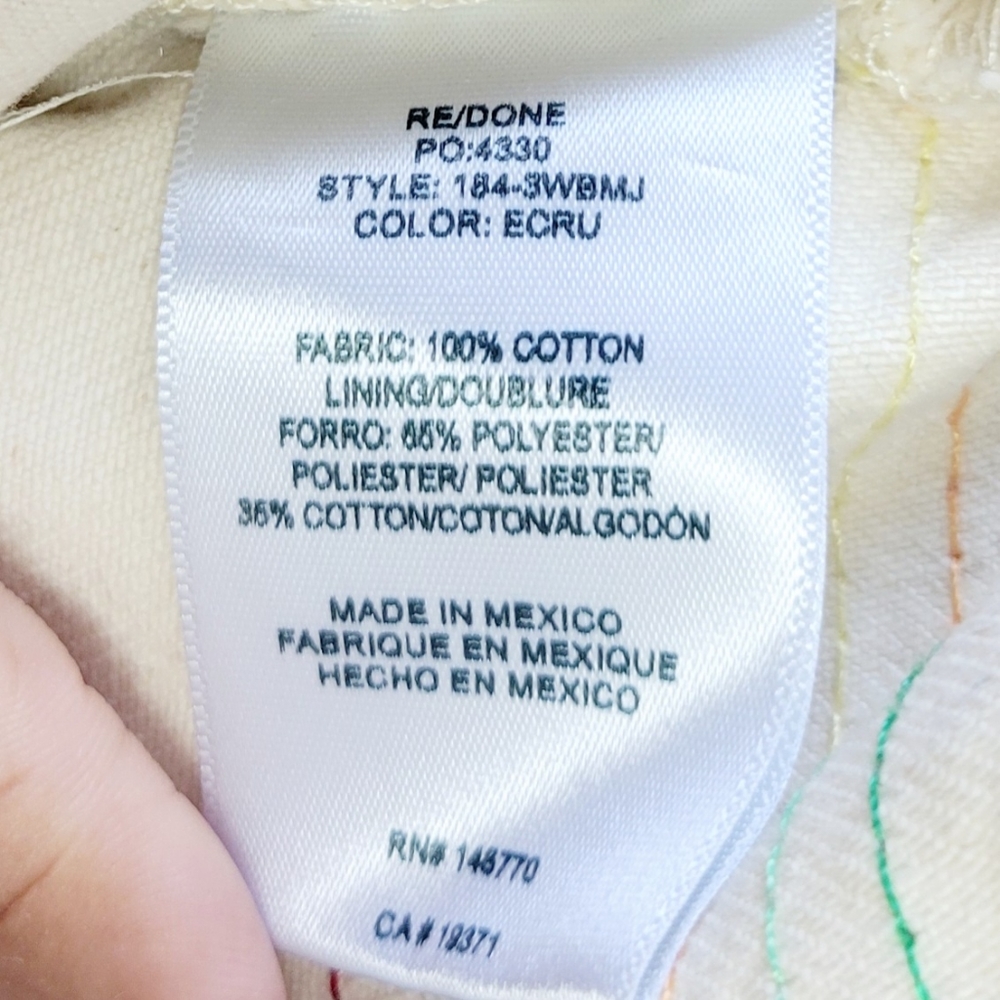 RE/DONE
PO:4330
STYLE: 184-3WBMJ
COLOR: ECRU
FABRIC: 100% COTTON
LINING/DOUBLURE
FORRO: 65% POLYESTER/
POLIESTER/ POLIESTER
35% COTTON/COTON/ALGODÓN
MADE IN MEXICO
FABRIQUE EN MEXIQUE
HECHO EN MEXICO
RN# 145770
CA # 19371